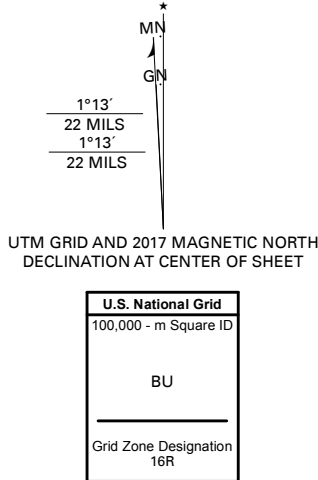 ★
MN
GN
1°13´
22 MILS
1°13´
22 MILS
UTM GRID AND 2017 MAGNETIC NORTH
DECLINATION AT CENTER OF SHEET
U.S. National Grid
100,000 - m Square ID
BU
Grid Zone Designation
16R